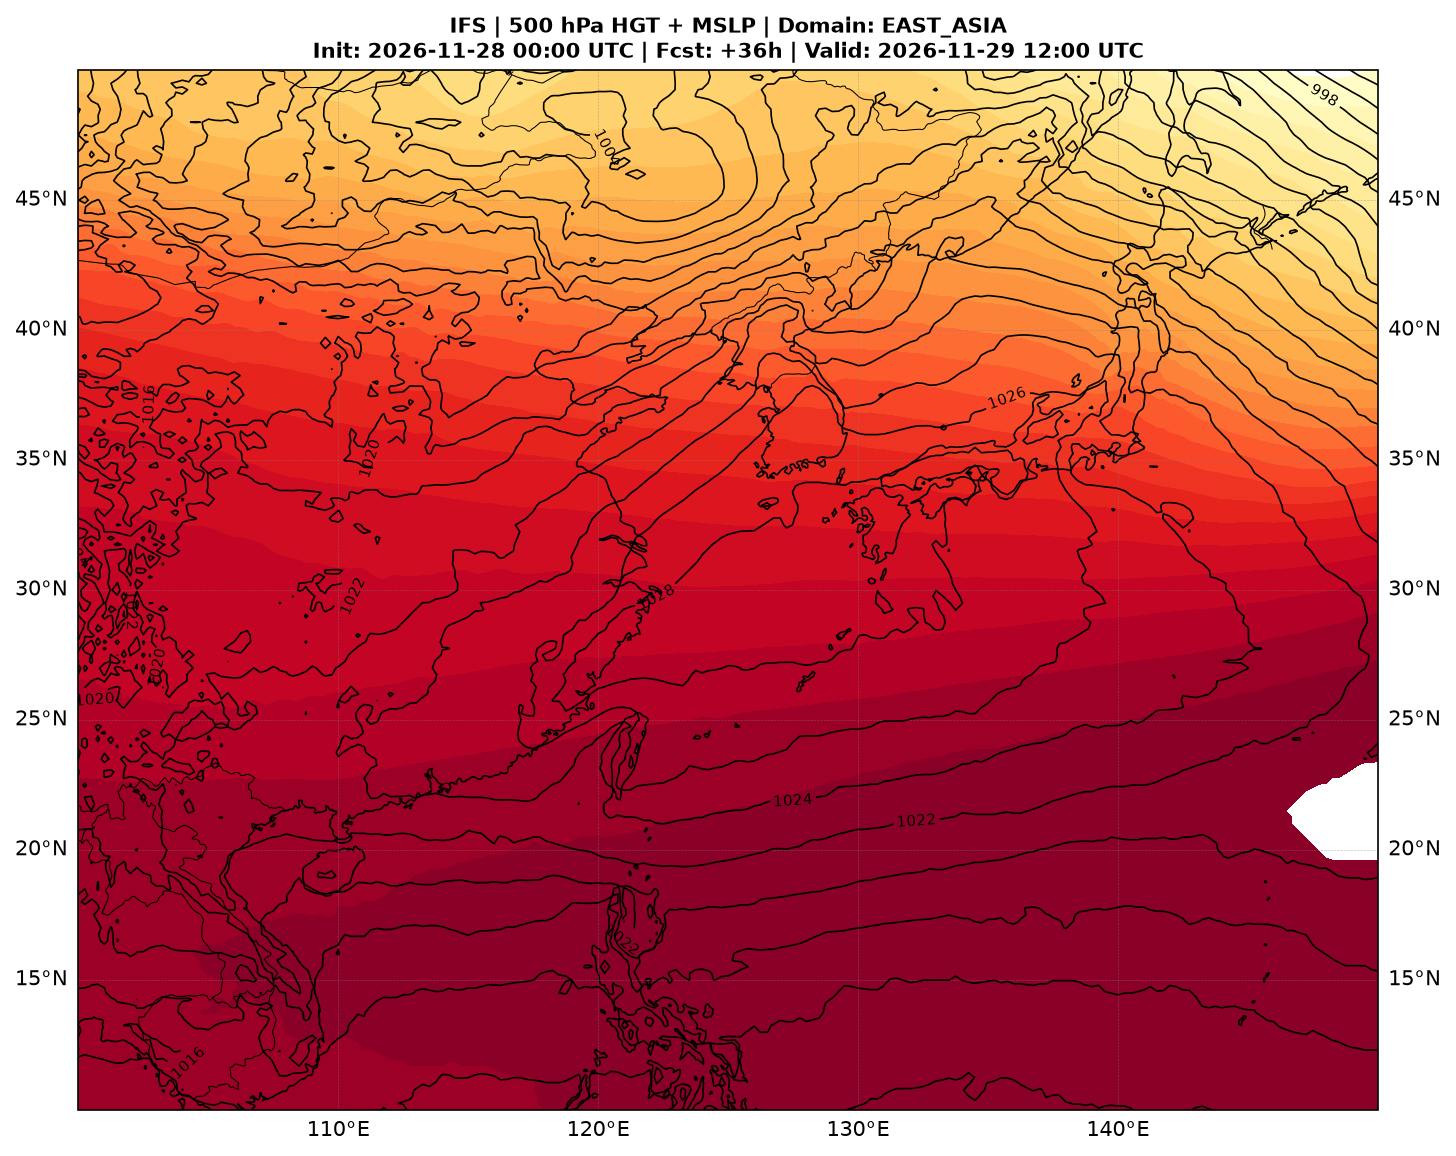 IFS | 500 hPa HGT + MSLP | Domain: EAST_ASIA
Init: 2026-11-28 00:00 UTC | Fcst: +36h | Valid: 2026-11-29 12:00 UTC
998
45°N 45°N
40°N 40°N
1016
1026
1020
35°N 35°N
30°N 30°N
1022
1028
1020
1020
25°N 25°N
1024
1022
20°N 20°N
15°N 15°N
1016
110°E 120°E 130°E 140°E